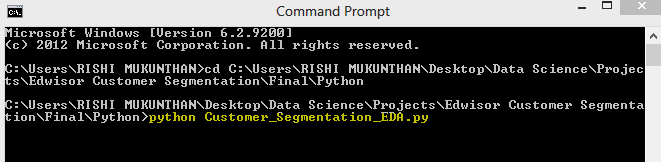 Command Prompt
Microsoft Windows [Version 6.2.9200]
(c) 2012 Microsoft Corporation. All rights reserved.
C:\Users\RISHI MUKUNTHAN>cd C:\Users\RISHI MUKUNTHAN\Desktop\Data Science\Projec
ts\Edwisor Customer Segmentation\Final\Python
C:\Users\RISHI MUKUNTHAN\Desktop\Data Science\Projects\Edwisor Customer Segmenta
tion\Final\Python>python Customer_Segmentation_EDA.py